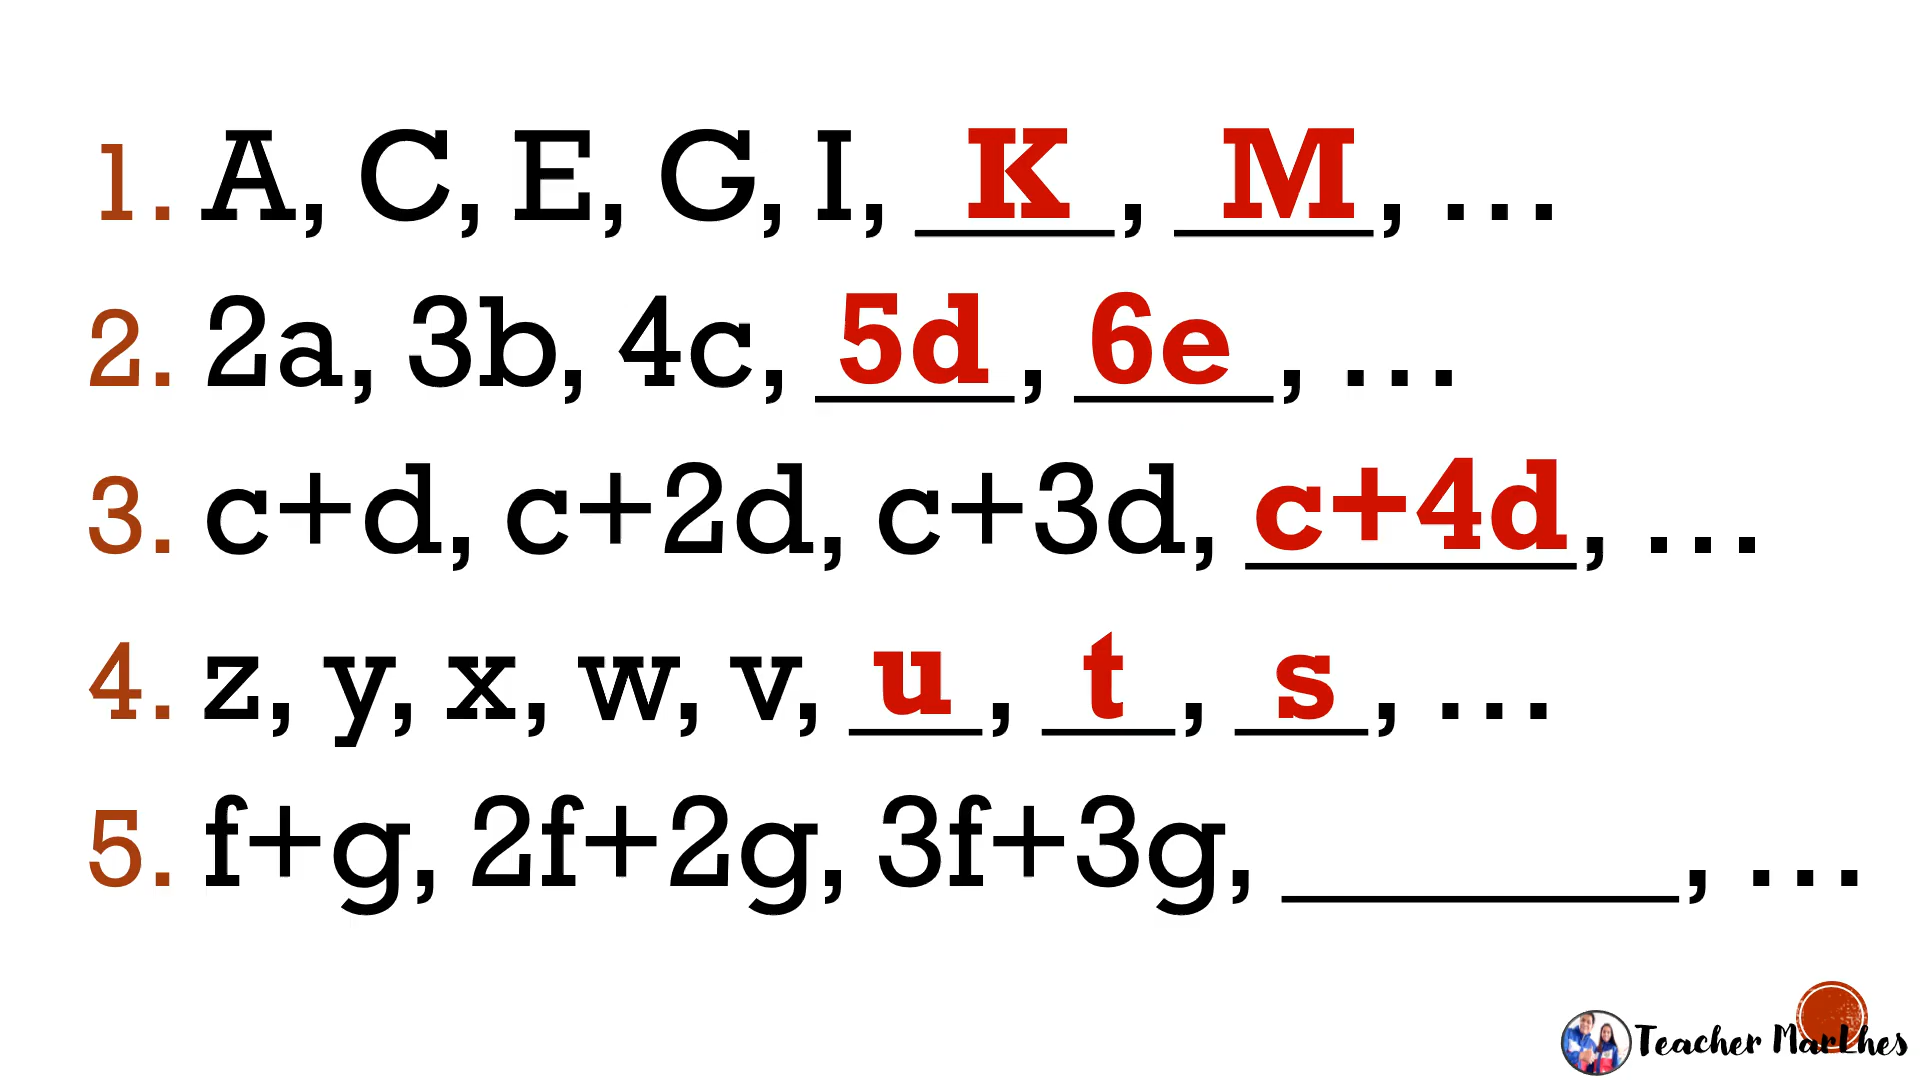 1. A, C, E, G, I, K, M, ...
2. 2a, 3b, 4c, 5d, 6e, ...
3. c+d, c+2d, c+3d, c+4d, ...
4. z, y, x, w, v, u, t, s, ...
5. f+g, 2f+2g, 3f+3g, ________, ...
Teacher MarLhes